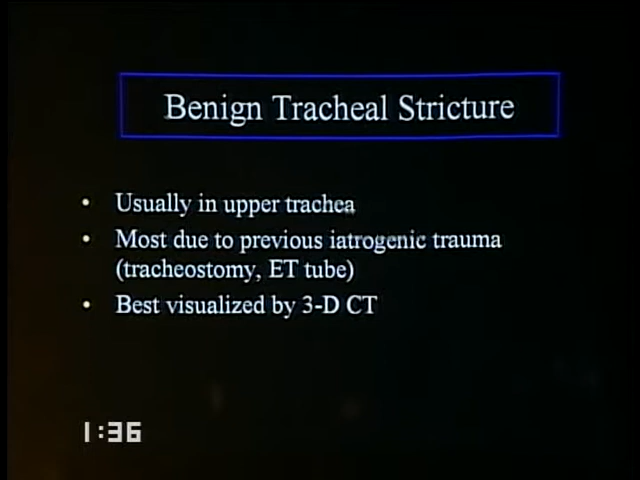 Benign Tracheal Stricture
• Usually in upper trachea
• Most due to previous iatrogenic trauma
(tracheostomy, ET tube)
• Best visualized by 3-D CT
1:36